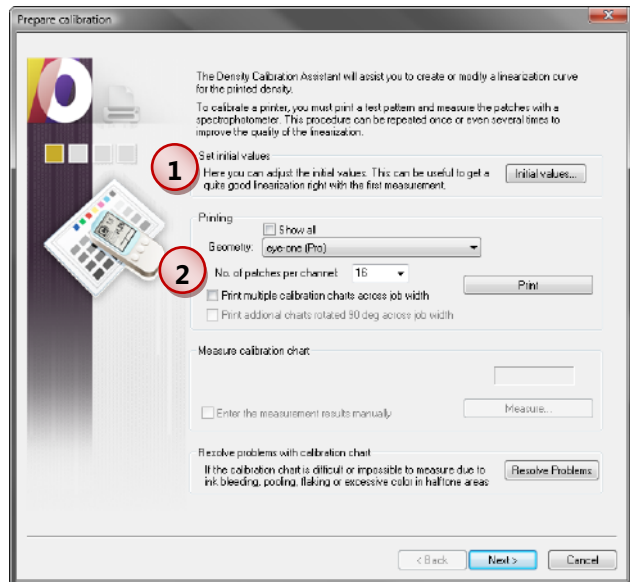 Prepare calibration
The Density Calibration Assistant will assist you to create or modify a linearization curve
for the printed density.
To calibrate a printer, you must print a test pattern and measure the patches with a
spectrophotometer. This procedure can be repeated once or even several times to
improve the quality of the linearization.
Set initial values
1
Here you can adjust the initial values. This can be useful to get a
quite good linearization right with the first measurement.
Initial values...
Printing
Show all
Geometry: eye-one (Pro)
2
No. of patches per channel: 16
Print
Print multiple calibration charts across job width
Print addional charts rotated 90 deg across job width
Measure calibration chart
Enter the measurement results manually
Measure...
Resolve problems with calibration chart
If the calibration chart is difficult or impossible to measure due to
ink bleeding, pooling, flaking or excessive color in halftone areas
Resolve Problems
< Back
Next >
Cancel